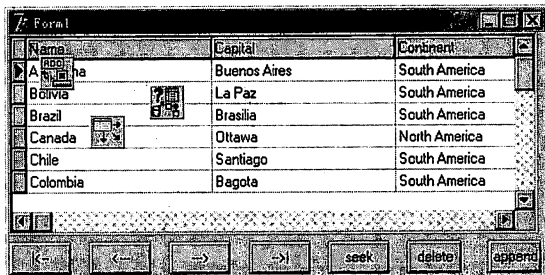 Form1
Name Capital Continent
Buenos Aires South America
Bolivia La Paz South America
Brazil Brasilia South America
Canada Ottawa North America
Chile Santiago South America
Colombia Bagota South America
|<- <-- --> ->| seek delete append